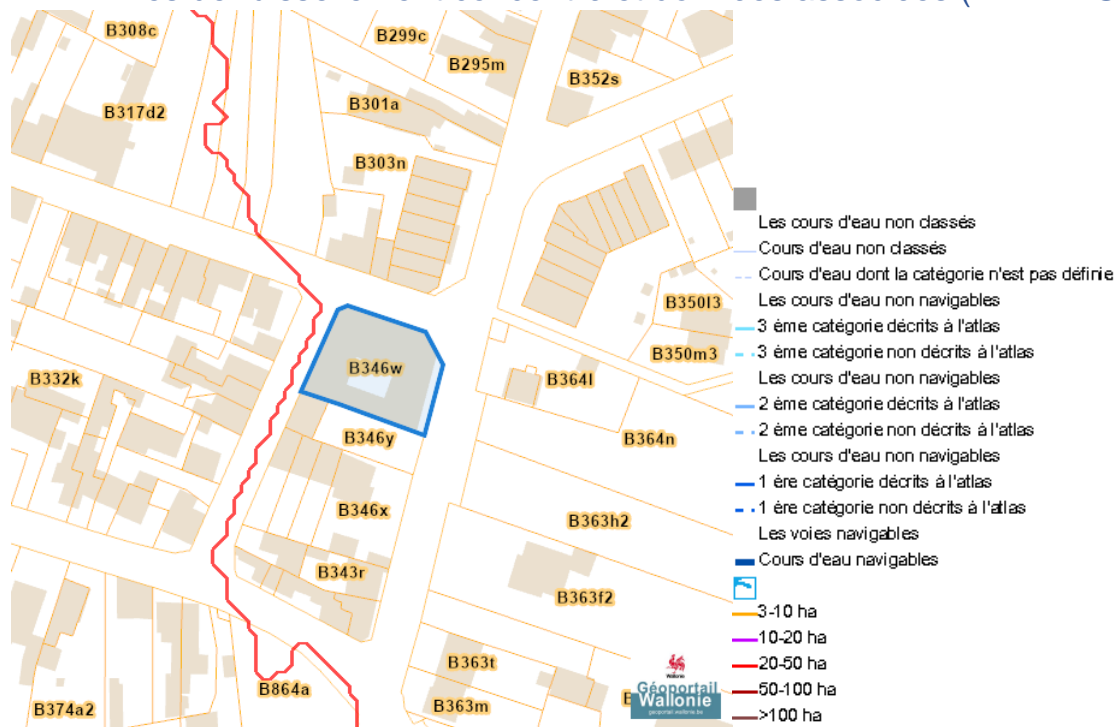 B308c
B299c
B295m
B352s
B317d2
B301a
B303n
B350l3
B350m3
B346w
B332k
B364l
B346y
B364n
B346x
B363h2
B343r
B363f2
B363t
B864a
B363m
B374a2
Wallonie
Géoportail
Wallonie
geoportail.wallonie.be
Les cours d'eau non classés
Cours d'eau non classés
Cours d'eau dont la catégorie n'est pas définie
Les cours d'eau non navigables
3 ème catégorie décrits à l'atlas
3 ème catégorie non décrits à l'atlas
Les cours d'eau non navigables
2 ème catégorie décrits à l'atlas
2 ème catégorie non décrits à l'atlas
Les cours d'eau non navigables
1 ère catégorie décrits à l'atlas
1 ère catégorie non décrits à l'atlas
Les voies navigables
Cours d'eau navigables
3-10 ha
10-20 ha
20-50 ha
50-100 ha
>100 ha